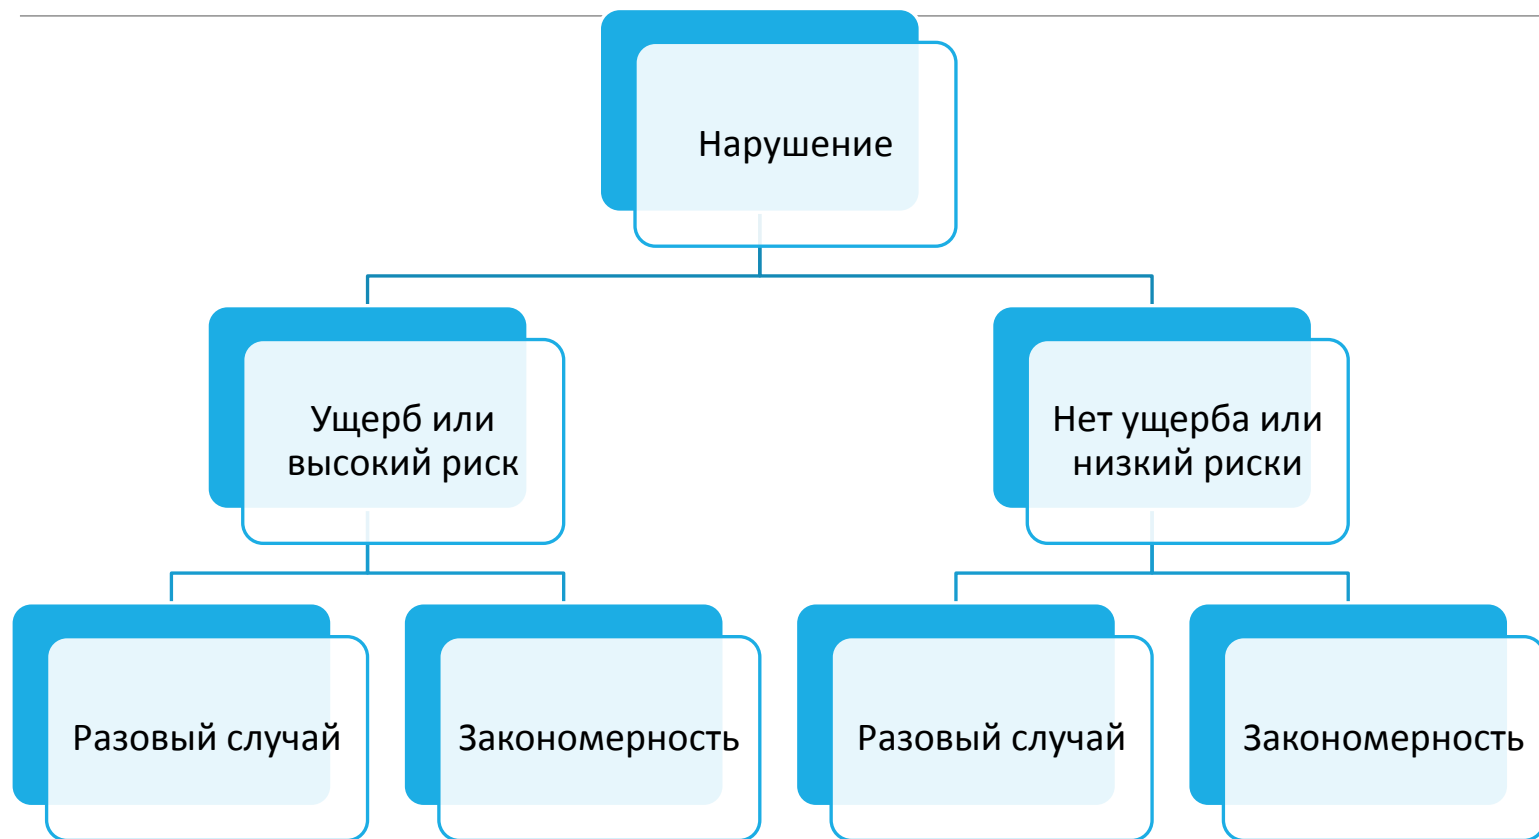 Нарушение
Ущерб или
высокий риск
Нет ущерба или
низкий риски
Разовый случай
Закономерность
Разовый случай
Закономерность